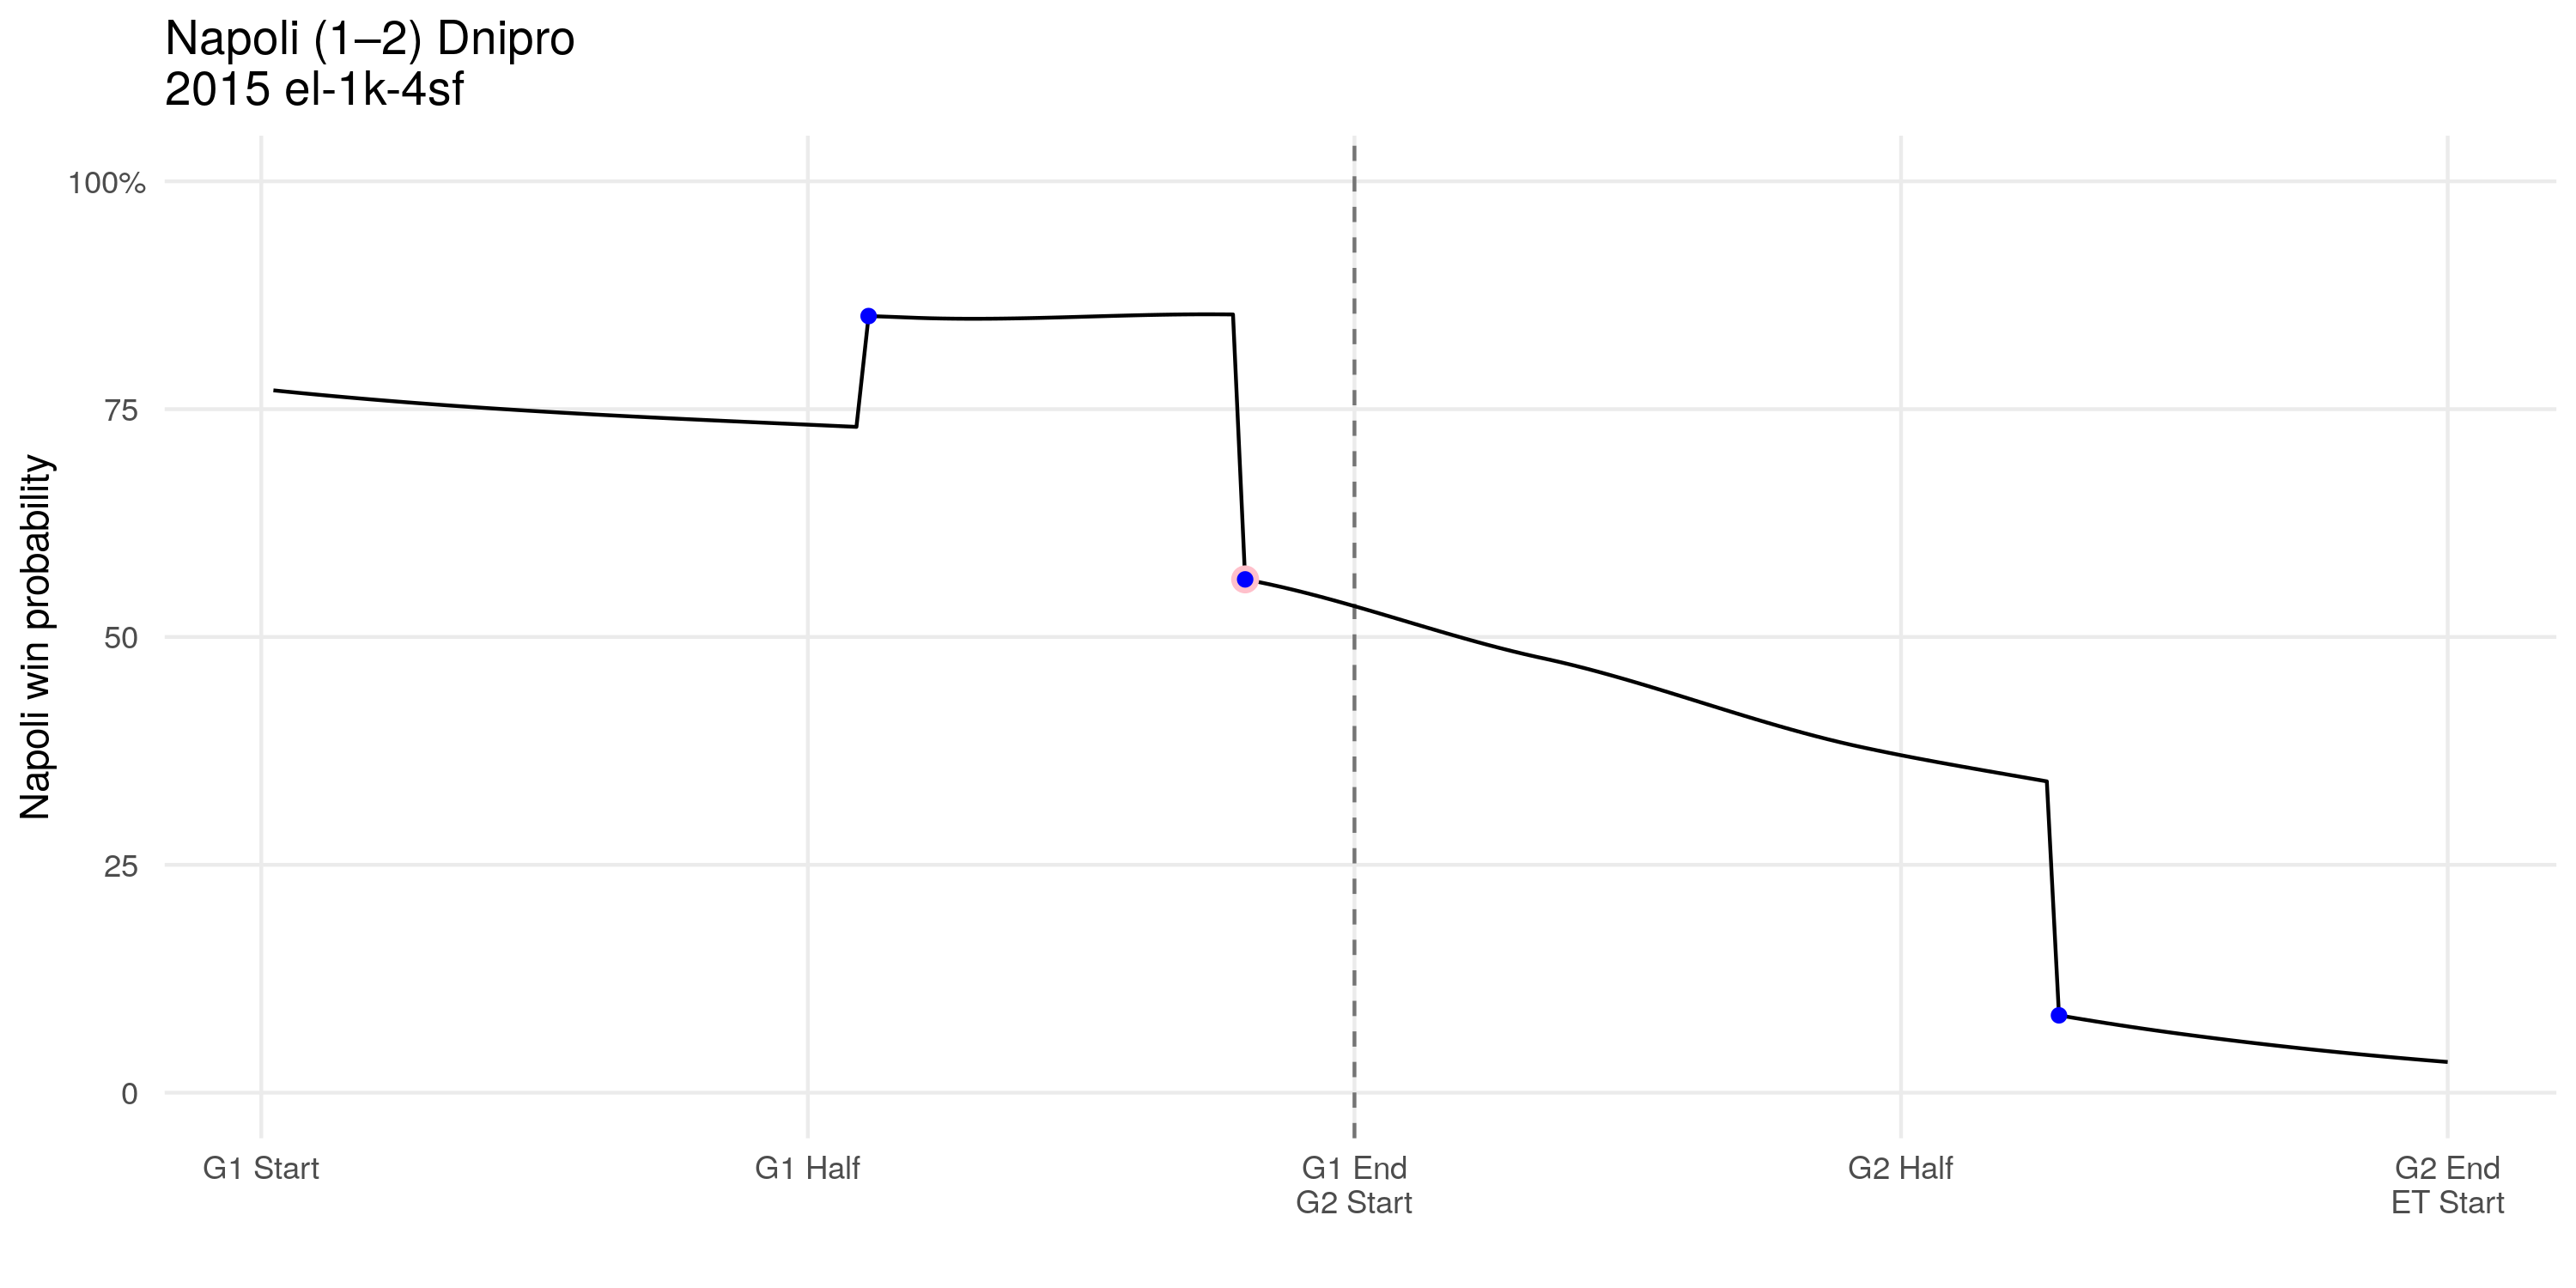 Napoli (1–2) Dnipro
2015 el-1k-4sf
Napoli win probability
100%
75
50
25
0
G1 Start
G1 Half
G1 End
G2 Start
G2 Half
G2 End
ET Start